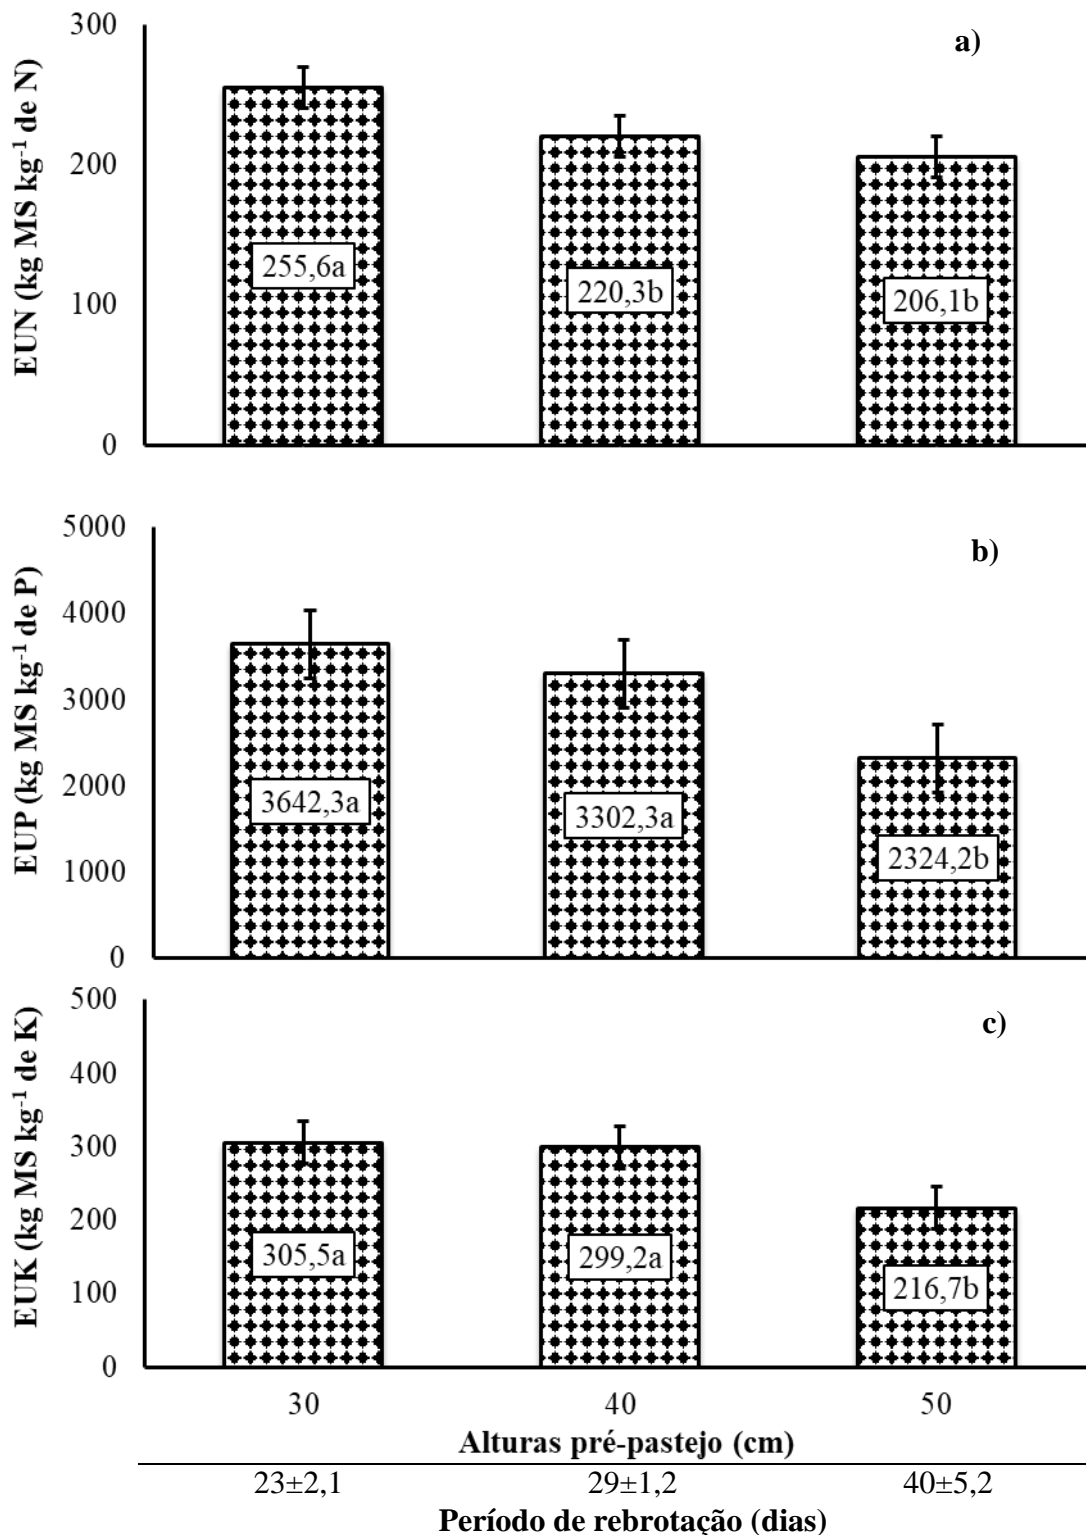 a)
EUN (kg MS kg⁻¹ de N)
300
200
100
0
255,6a
220,3b
206,1b
b)
EUP (kg MS kg⁻¹ de P)
5000
4000
3000
2000
1000
0
3642,3a
3302,3a
2324,2b
c)
EUK (kg MS kg⁻¹ de K)
500
400
300
200
100
0
305,5a
299,2a
216,7b
30 40 50
Alturas pré-pastejo (cm)
23±2,1 29±1,2 40±5,2
Período de rebrotação (dias)